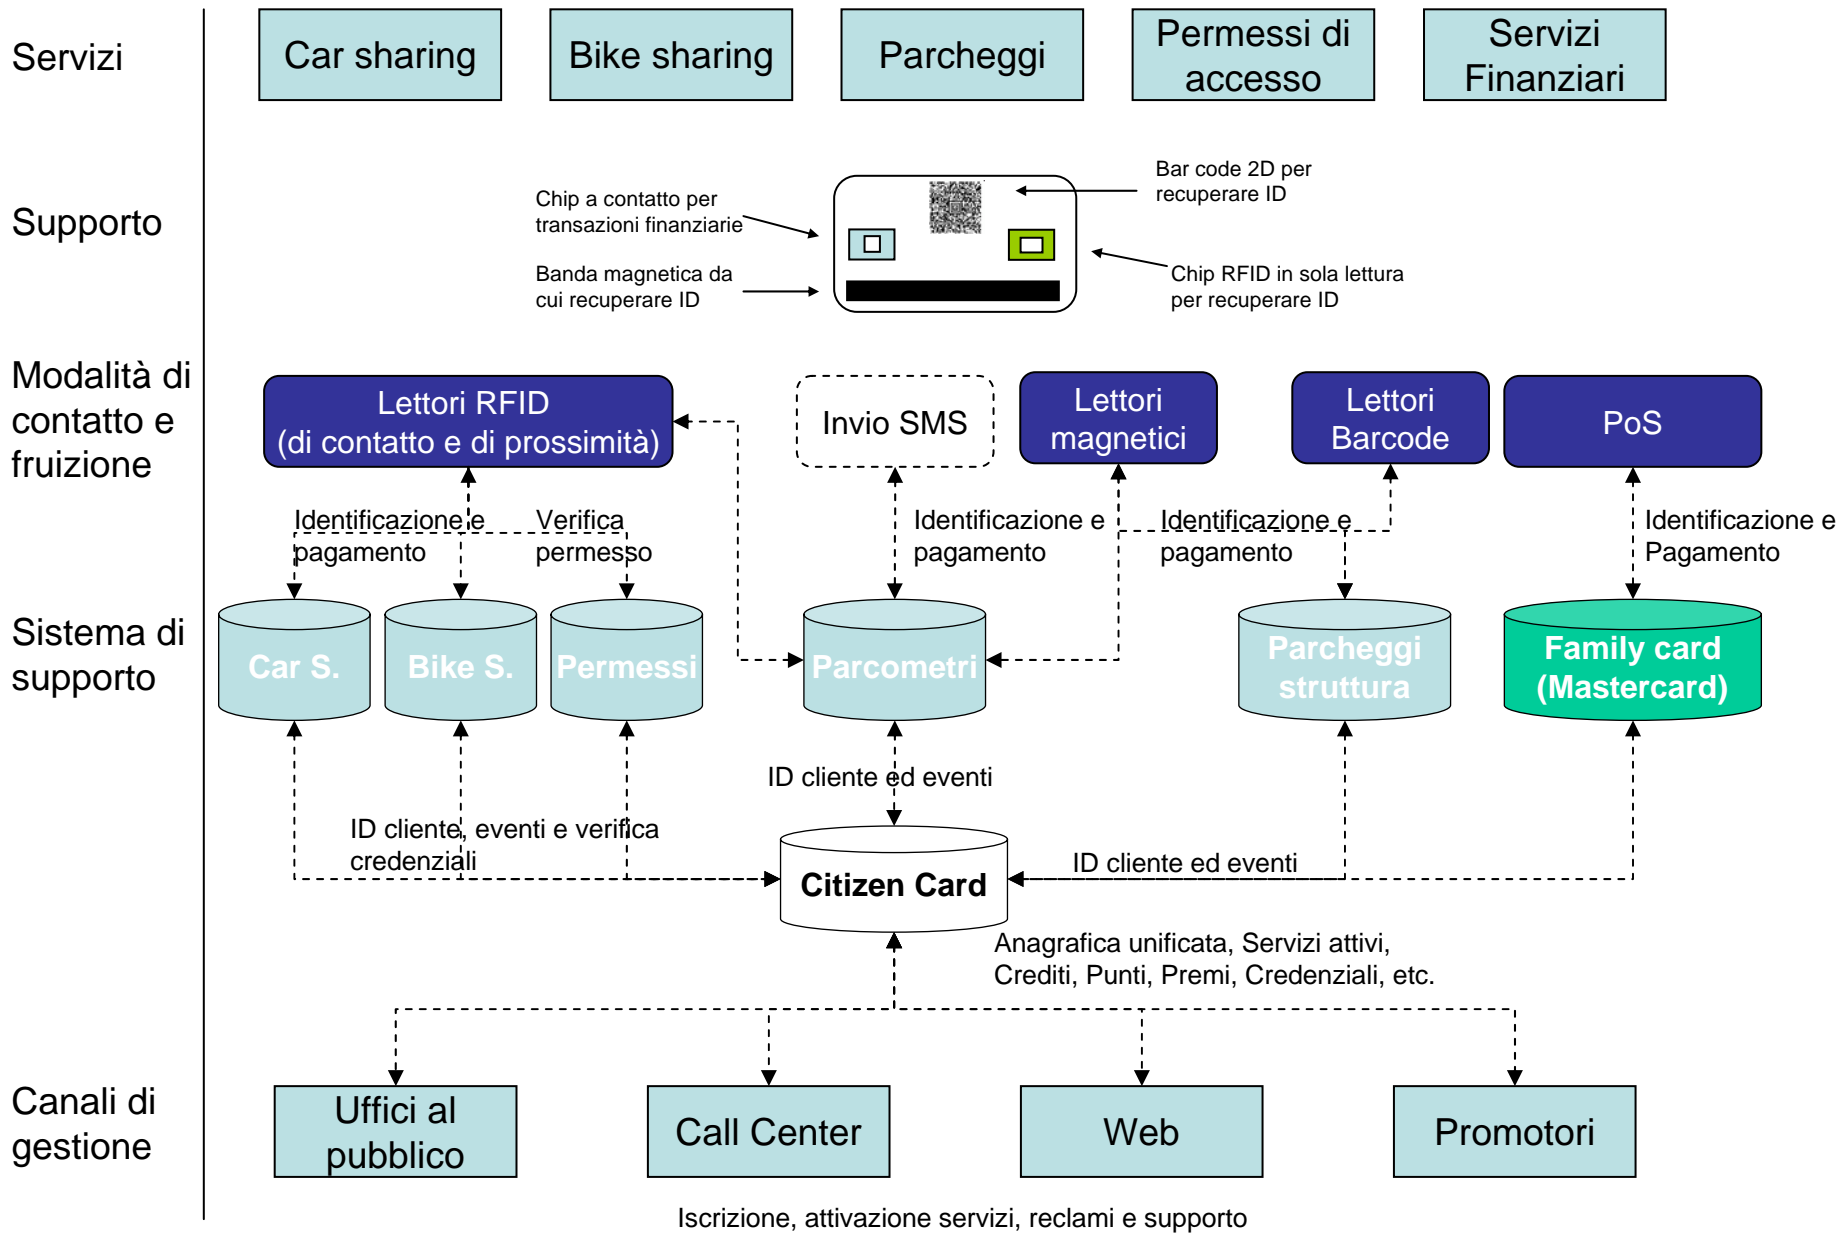 Servizi
Car sharing
Bike sharing
Parcheggi
Permessi di
accesso
Servizi
Finanziari
Supporto
Chip a contatto per
transazioni finanziarie
Banda magnetica da
cui recuperare ID
Bar code 2D per
recuperare ID
Chip RFID in sola lettura
per recuperare ID
Modalità di
contatto e
fruizione
Lettori RFID
(di contatto e di prossimità)
Invio SMS
Lettori
magnetici
Lettori
Barcode
PoS
Identificazione e
pagamento
Verifica
permesso
Identificazione e
pagamento
Identificazione e
pagamento
Identificazione e
Pagamento
Sistema di
supporto
Car S.
Bike S.
Permessi
Parcometri
Parcheggi
struttura
Family card
(Mastercard)
ID cliente ed eventi
ID cliente, eventi e verifica
credenziali
ID cliente ed eventi
Citizen Card
Anagrafica unificata, Servizi attivi,
Crediti, Punti, Premi, Credenziali, etc.
Canali di
gestione
Uffici al
pubblico
Call Center
Web
Promotori
Iscrizione, attivazione servizi, reclami e supporto